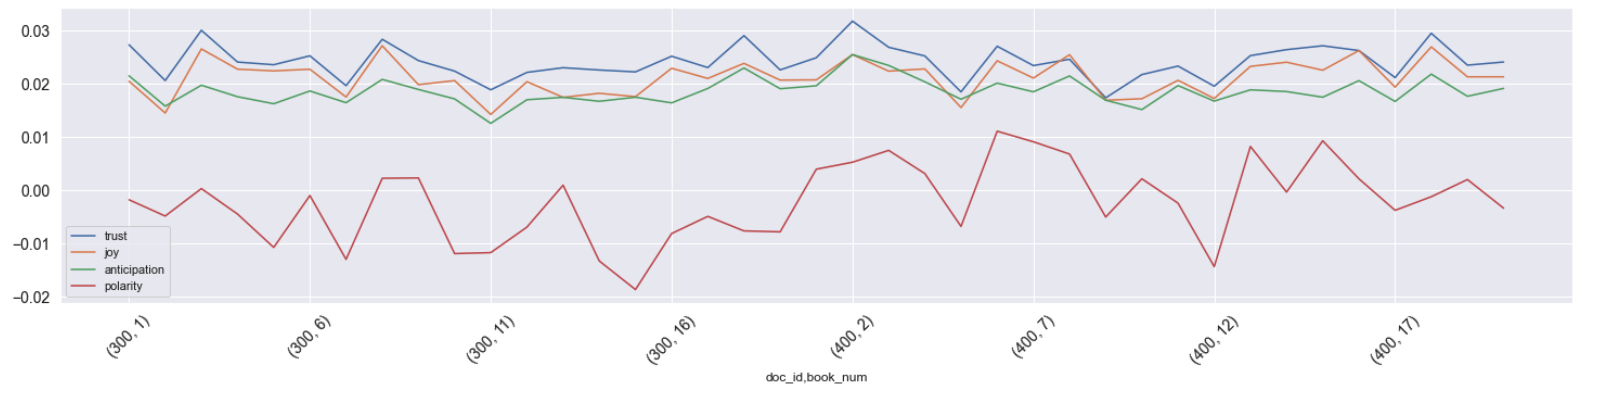 0.03
0.02
0.01
0.00
−0.01
−0.02
trust
joy
anticipation
polarity
(300, 1)
(300, 6)
(300, 11)
(300, 16)
(400, 2)
(400, 7)
(400, 12)
(400, 17)
doc_id,book_num